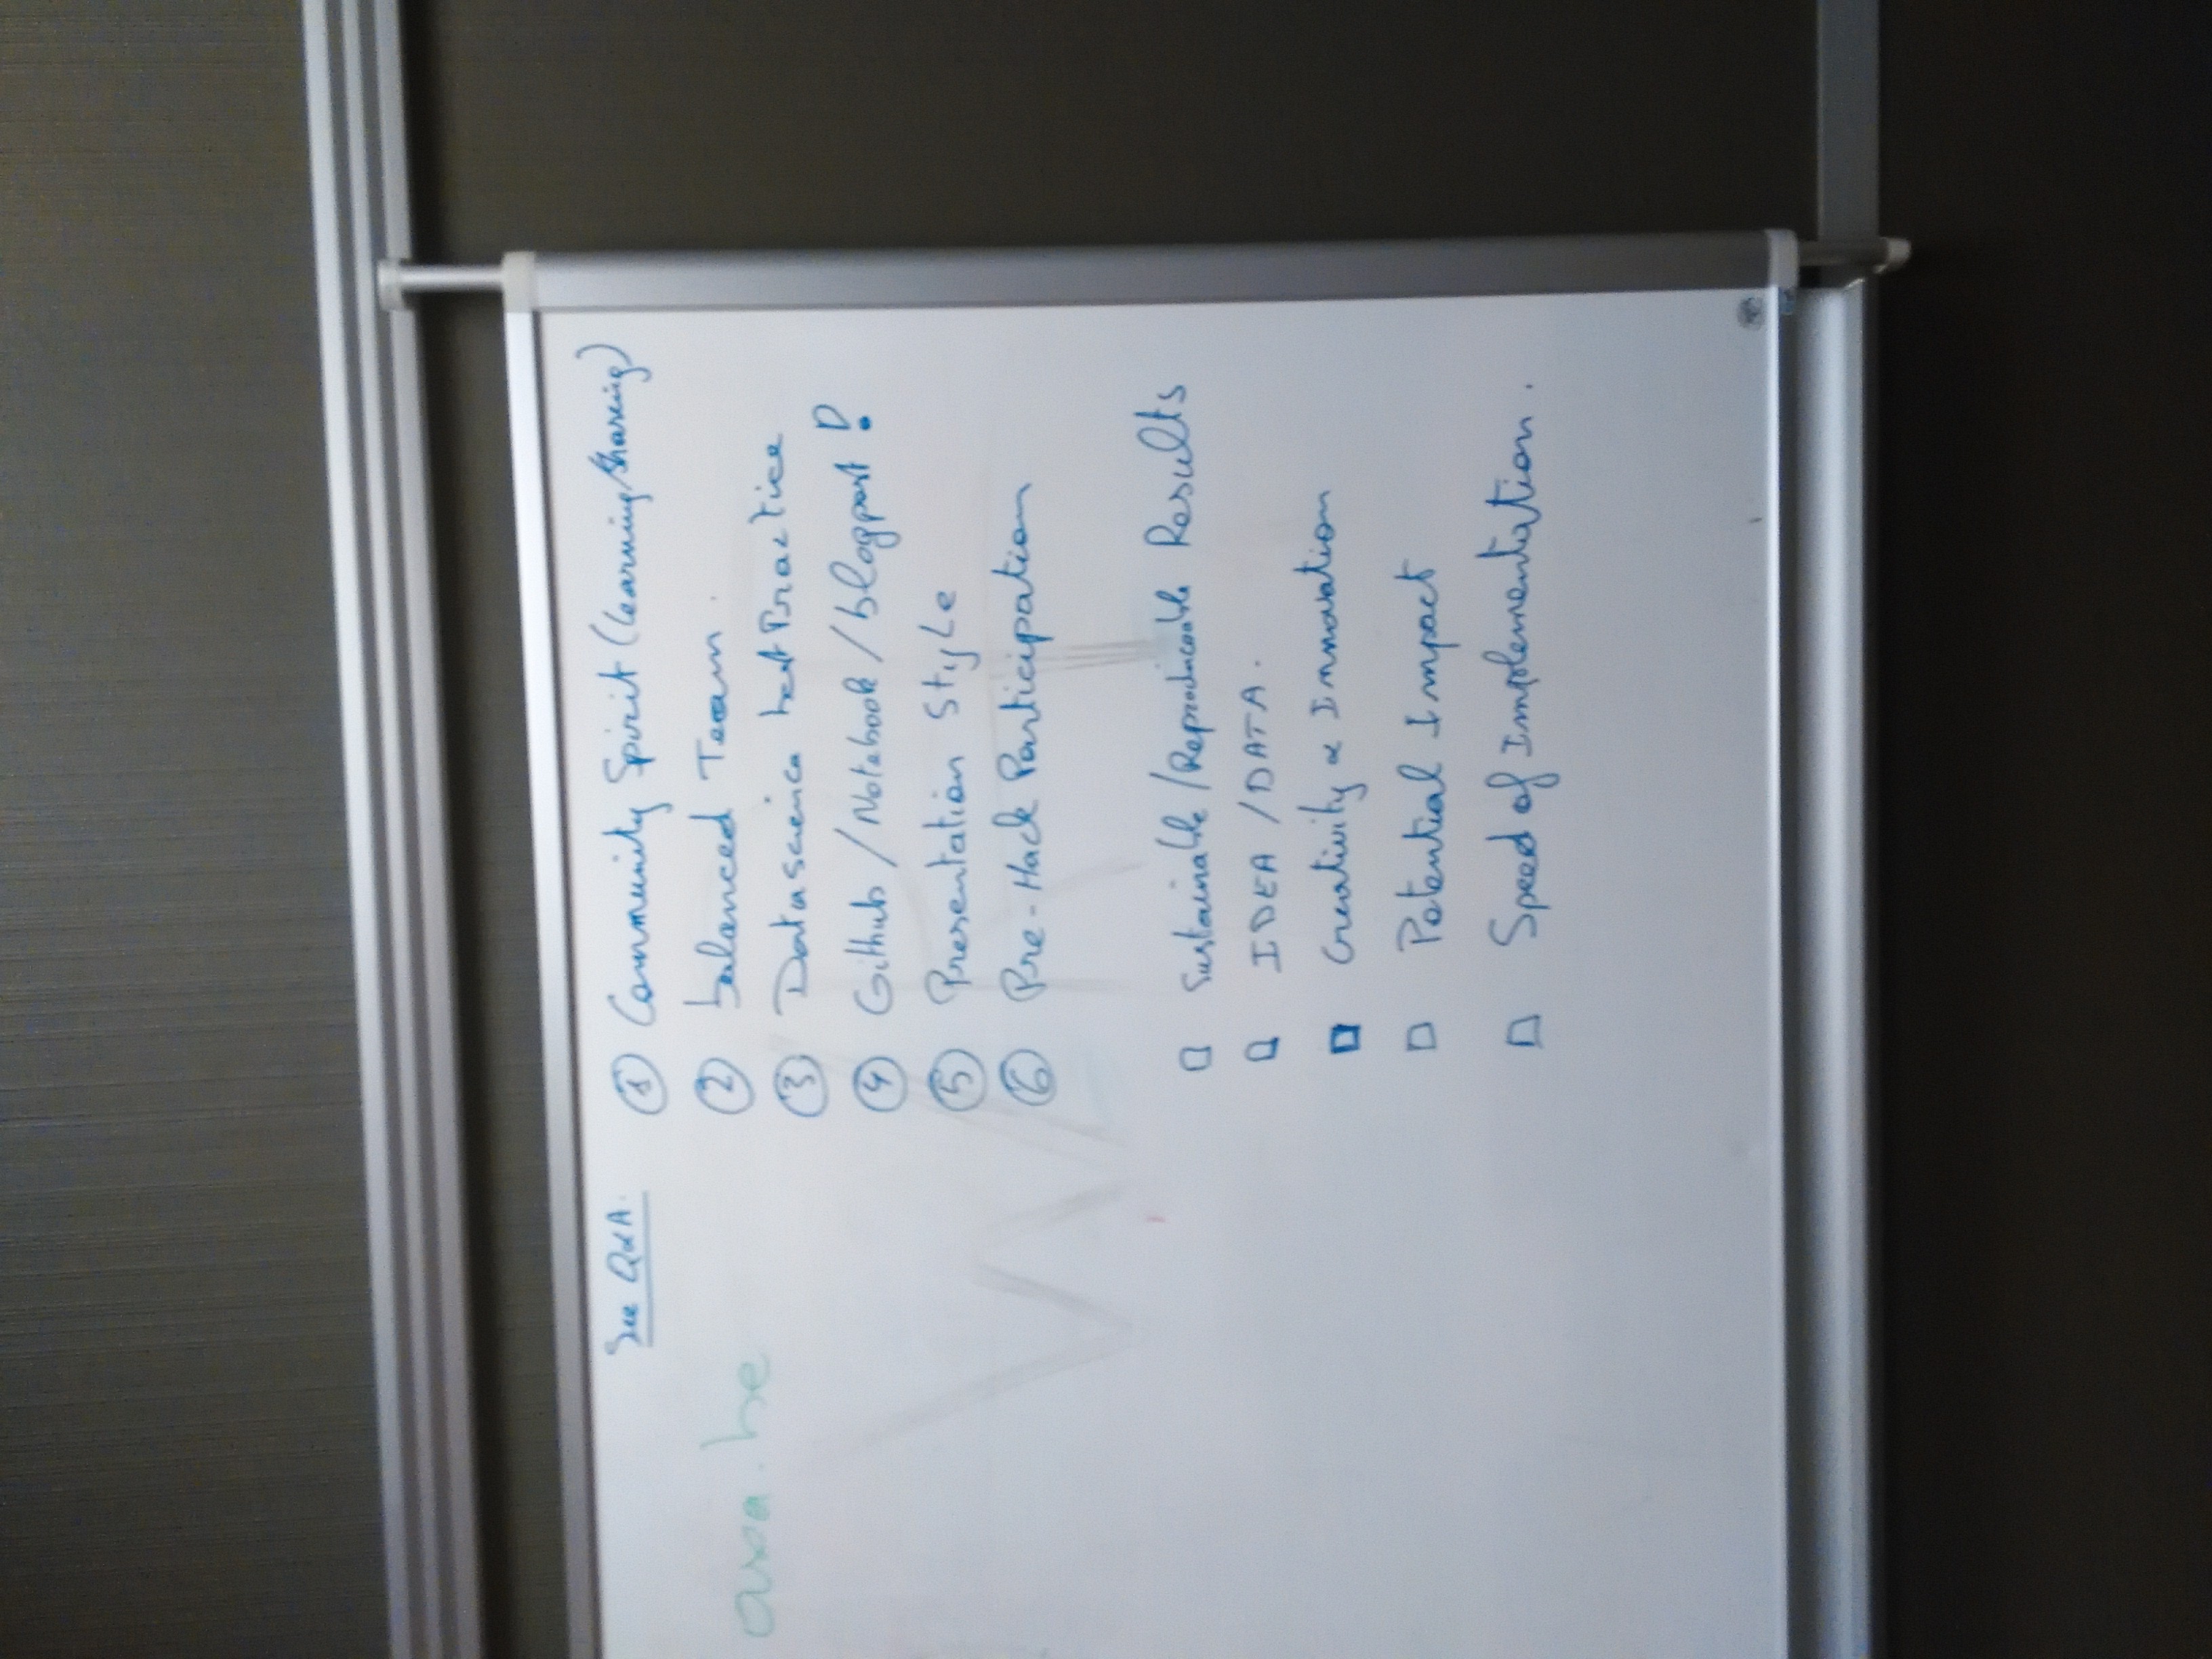 See Q&A.
axa.be
① Community Spirit (learning/sharing)
② balanced Team.
③ Datascience best Practice
④ Github / Notebook / blogpost !
⑤ Presentation Style
⑥ Pre-Hack Participation
□ Sustainable/Reproduceable Results
□ IDEA / DATA.
□ Creativity & Innovation
□ Potential Impact
□ Speed of Implementation.